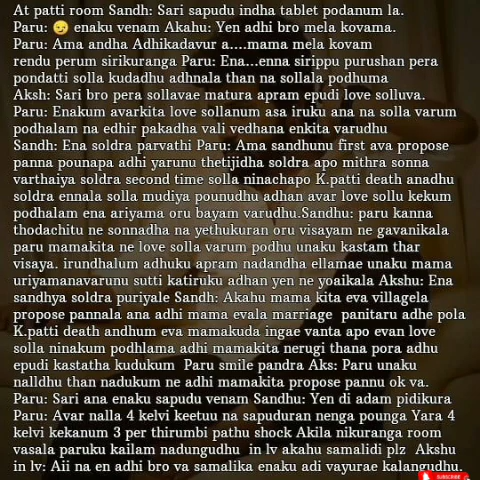 At patti room Sandh: Sari sapudu indha tablet podanum la.
Paru: 😏 enaku venam Akahu: Yen adhi bro mela kovama.
Paru: Ama andha Adhikadavur a....mama mela kovam
rendu perum sirikuranga Paru: Ena...enna sirippu purushan pera
pondatti solla kudadhu adhnala than na sollala podhuma
Aksh: Sari bro pera sollavae matura apram epudi love solluva.
Paru: Enakum avarkita love sollanum asa iruku ana na solla varum
podhalam na edhir pakadha vali vedhana enkita varudhu
Sandh: Ena soldra parvathi Paru: Ama sandhunu first ava propose
panna pounapa adhi yarunu thetijidha soldra apo mithra sonna
varthaiya soldra second time solla ninachapo K.patti death anadhu
soldra ennala solla mudiya pounudhu adhan avar love sollu kekum
podhalam ena ariyama oru bayam varudhu.Sandhu: paru kanna
thodachitu ne sonnadha na yethukuran oru visayam ne gavanikala
paru mamakita ne love solla varum podhu unaku kastam thar
visaya. irundhalum adhuku apram nadandha ellamae unaku mama
uriyamanavarunu sutti katiruku adhan yen ne yoaikala Akshu: Ena
sandhya soldra puriyale Sandh: Akahu mama kita eva villagela
propose pannala ana adhi mama evala marriage  panitaru adhe pola
K.patti death andhum eva mamakuda ingae vanta apo evan love
solla ninakum podhlama adhi mamakita nerugi thana pora adhu
epudi kastatha kudukum  Paru smile pandra Aks: Paru unaku
nalldhu than nadukum ne adhi mamakita propose pannu ok va.
Paru: Sari ana enaku sapudu venam Sandhu: Yen di adam pidikura
Paru: Avar nalla 4 kelvi keetuu na sapuduran nenga pounga Yara 4
kelvi kekanum 3 per thirumbi pathu shock Akila nikuranga room
vasala paruku kailam nadungudhu  in lv akahu samalidi plz  Akshu
in lv: Aii na en adhi bro va samalika enaku adi vayurae kalangudhu.